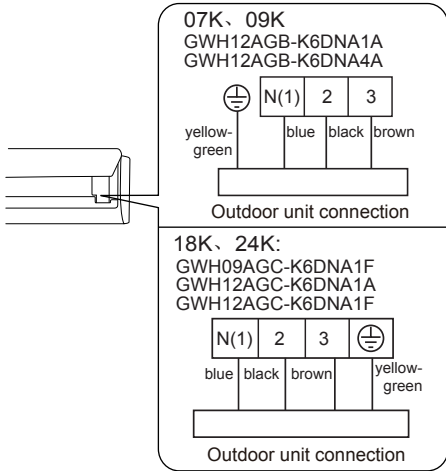 07K、09K
GWH12AGB-K6DNA1A
GWH12AGB-K6DNA4A
N(1) 2 3
yellow-
green
blue black brown
Outdoor unit connection
18K、24K:
GWH09AGC-K6DNA1F
GWH12AGC-K6DNA1A
GWH12AGC-K6DNA1F
N(1) 2 3
blue black brown yellow-
green
Outdoor unit connection